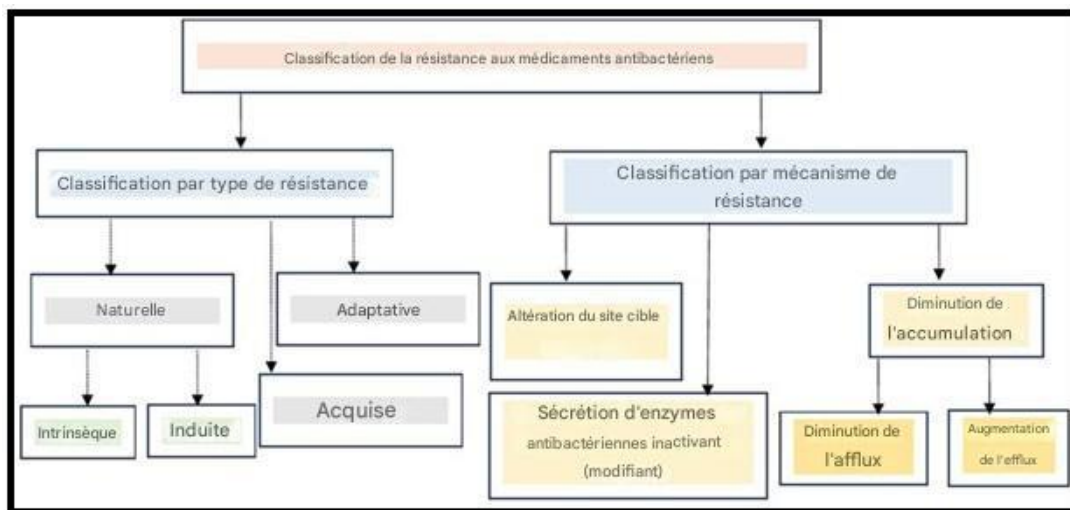 Classification de la résistance aux médicaments antibactériens
Classification par type de résistance
Classification par mécanisme de
résistance
Naturelle
Adaptative
Altération du site cible
Diminution de
l'accumulation
Intrinsèque
Induite
Acquise
Sécrétion d'enzymes
antibactériennes inactivant
(modifiant)
Diminution de
l'afflux
Augmentation
de l'efflux